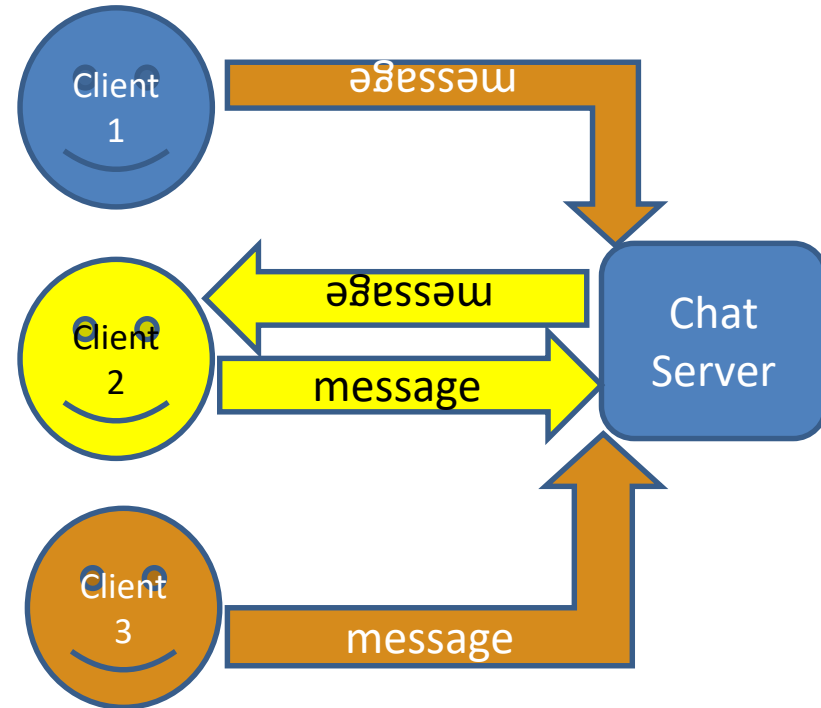 Client
1
message
message
Client
2
message
Chat
Server
Client
3
message